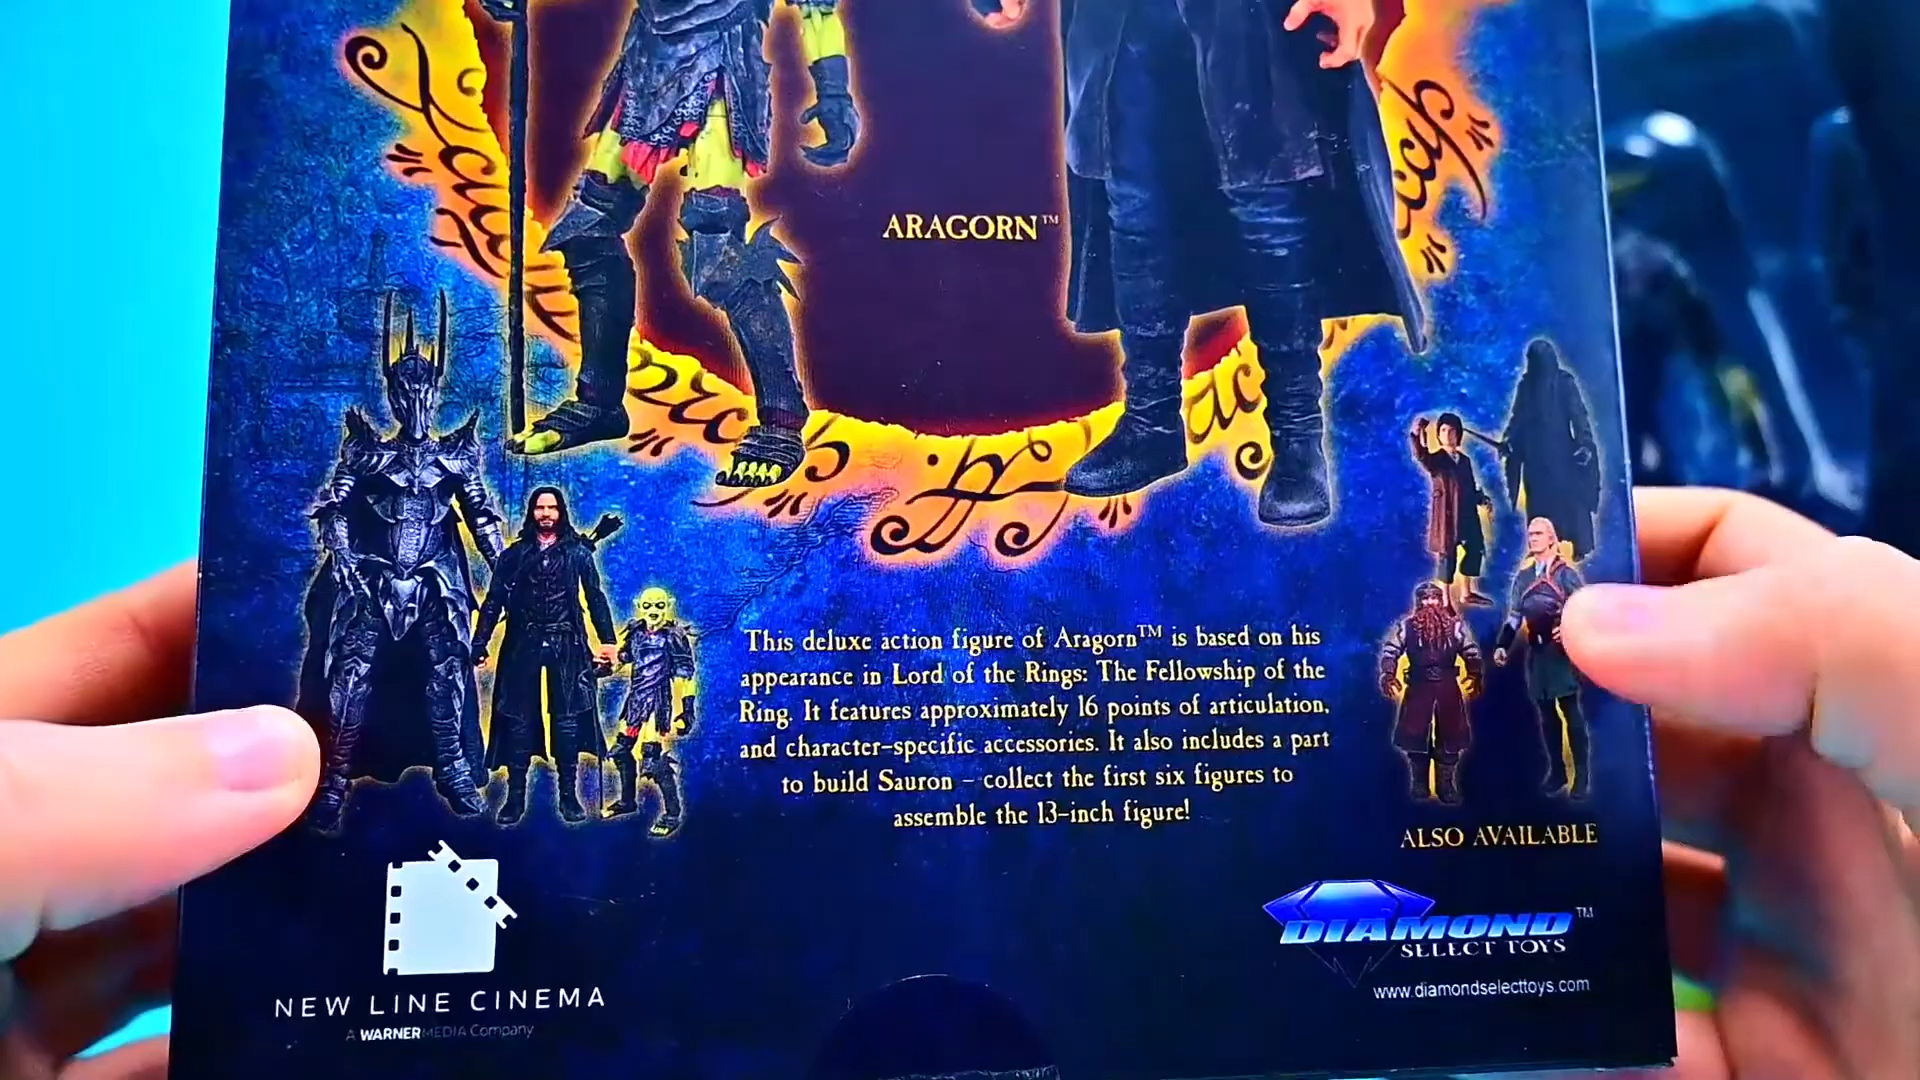 ARAGORN™
This deluxe action figure of Aragorn™ is based on his
appearance in Lord of the Rings: The Fellowship of the
Ring. It features approximately 16 points of articulation,
and character-specific accessories. It also includes a part
to build Sauron - collect the first six figures to
assemble the 13-inch figure!
ALSO AVAILABLE
DIAMOND™
SELECT TOYS
www.diamondselecttoys.com
NEW LINE CINEMA
A WARNERMEDIA Company